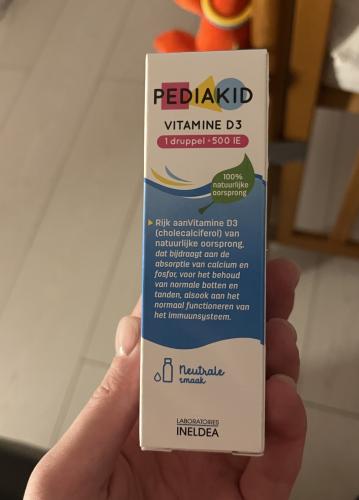 PEDIAKID
VITAMINE D3
1 druppel • 500 IE
100%
natuurlijke
oorsprong
Rijk aanVitamine D3
(cholecalciferol) van
natuurlijke oorsprong,
dat bijdraagt aan de
absorptie van calcium en
fosfor, voor het behoud
van normale botten en
tanden, alsook aan het
normaal functioneren van
het immuunsysteem.
Neutrale
smaak
LABORATOIRES
INELDEA